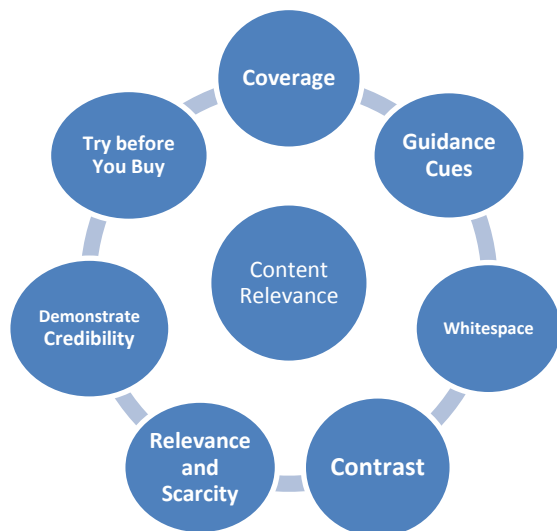 Coverage
Guidance
Cues
Whitespace
Contrast
Relevance
and
Scarcity
Demonstrate
Credibility
Try before
You Buy
Content
Relevance